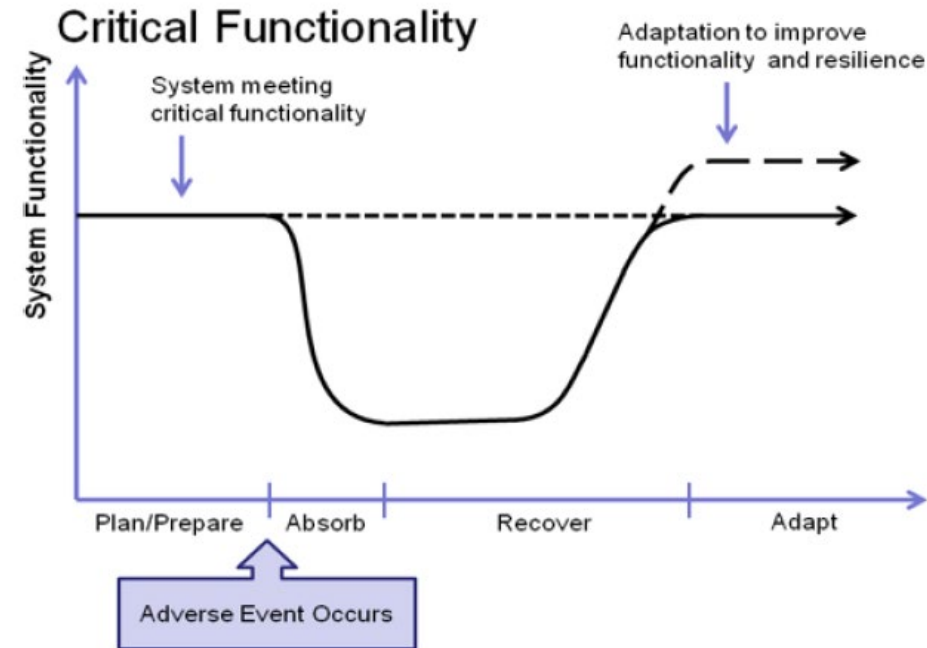 Critical Functionality
Adaptation to improve
functionality and resilience
System meeting
critical functionality
System Functionality
Plan/Prepare
Absorb
Recover
Adapt
Adverse Event Occurs